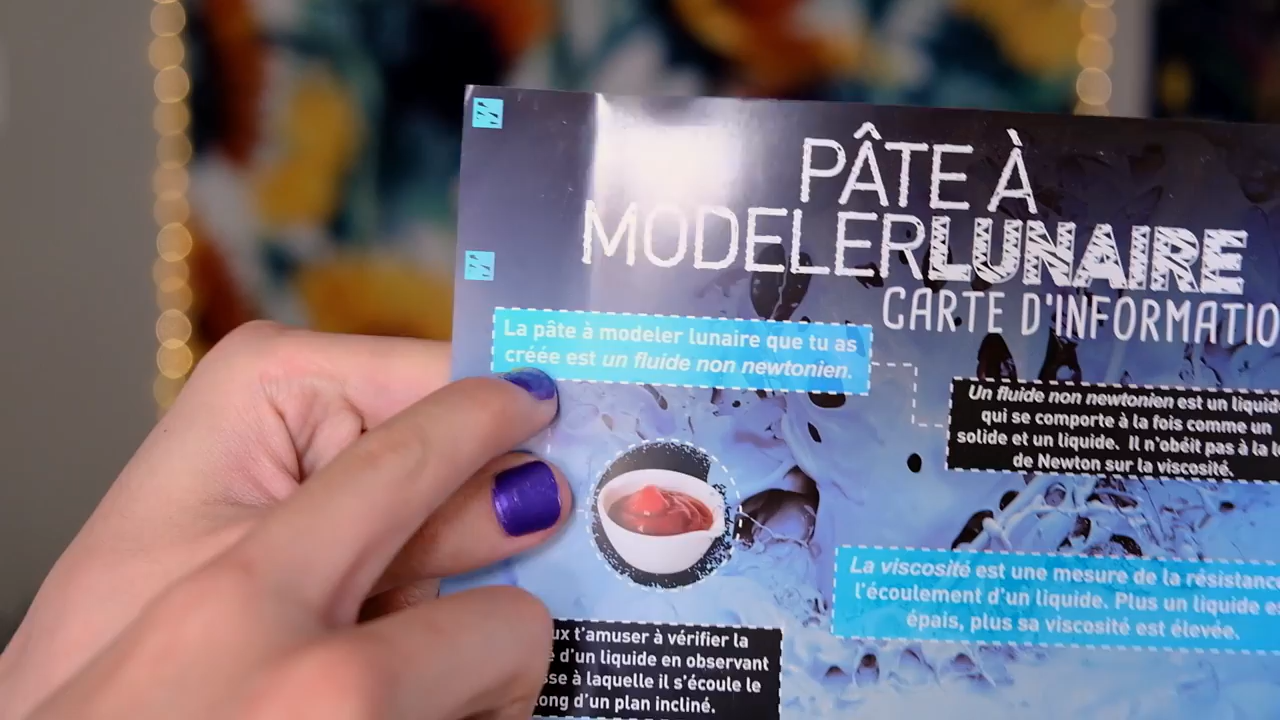 PÂTE À
MODELER LUNAIRE
CARTE D'INFORMATIO
La pâte à modeler lunaire que tu as
créée est un fluide non newtonien.
Un fluide non newtonien est un liquid
qui se comporte à la fois comme un
solide et un liquide. Il n'obéit pas à la l
de Newton sur la viscosité.
La viscosité est une mesure de la résistance
l'écoulement d'un liquide. Plus un liquide e
épais, plus sa viscosité est élevée.
ux t'amuser à vérifier la
é d'un liquide en observant
sse à laquelle il s'écoule le
long d'un plan incliné.